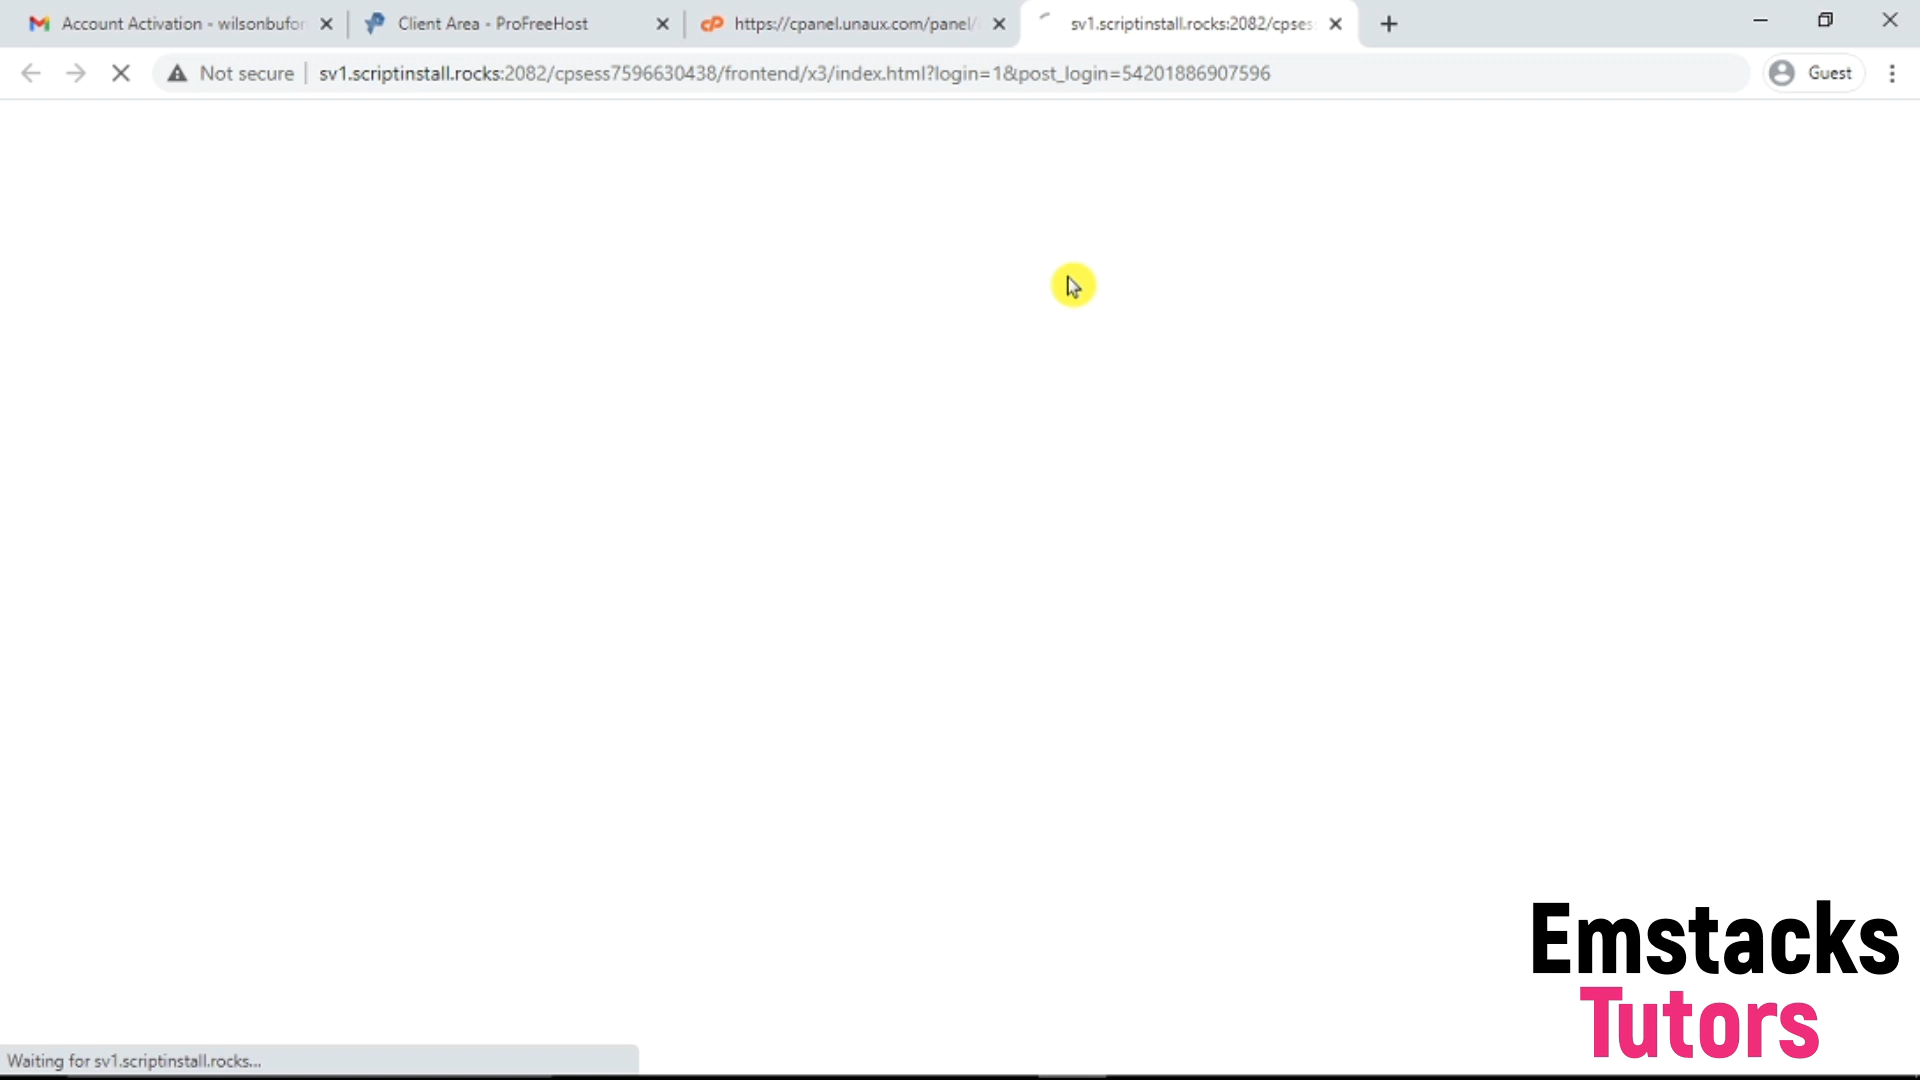 Account Activation - wilsonbufor
Client Area - ProFreeHost
cP
https://cpanel.unaux.com/panel/
sv1.scriptinstall.rocks:2082/cpses
Not secure
sv1.scriptinstall.rocks:2082/cpsess7596630438/frontend/x3/index.html?login=1&post_login=54201886907596
Guest
Emstacks
Tutors
Waiting for sv1.scriptinstall.rocks...